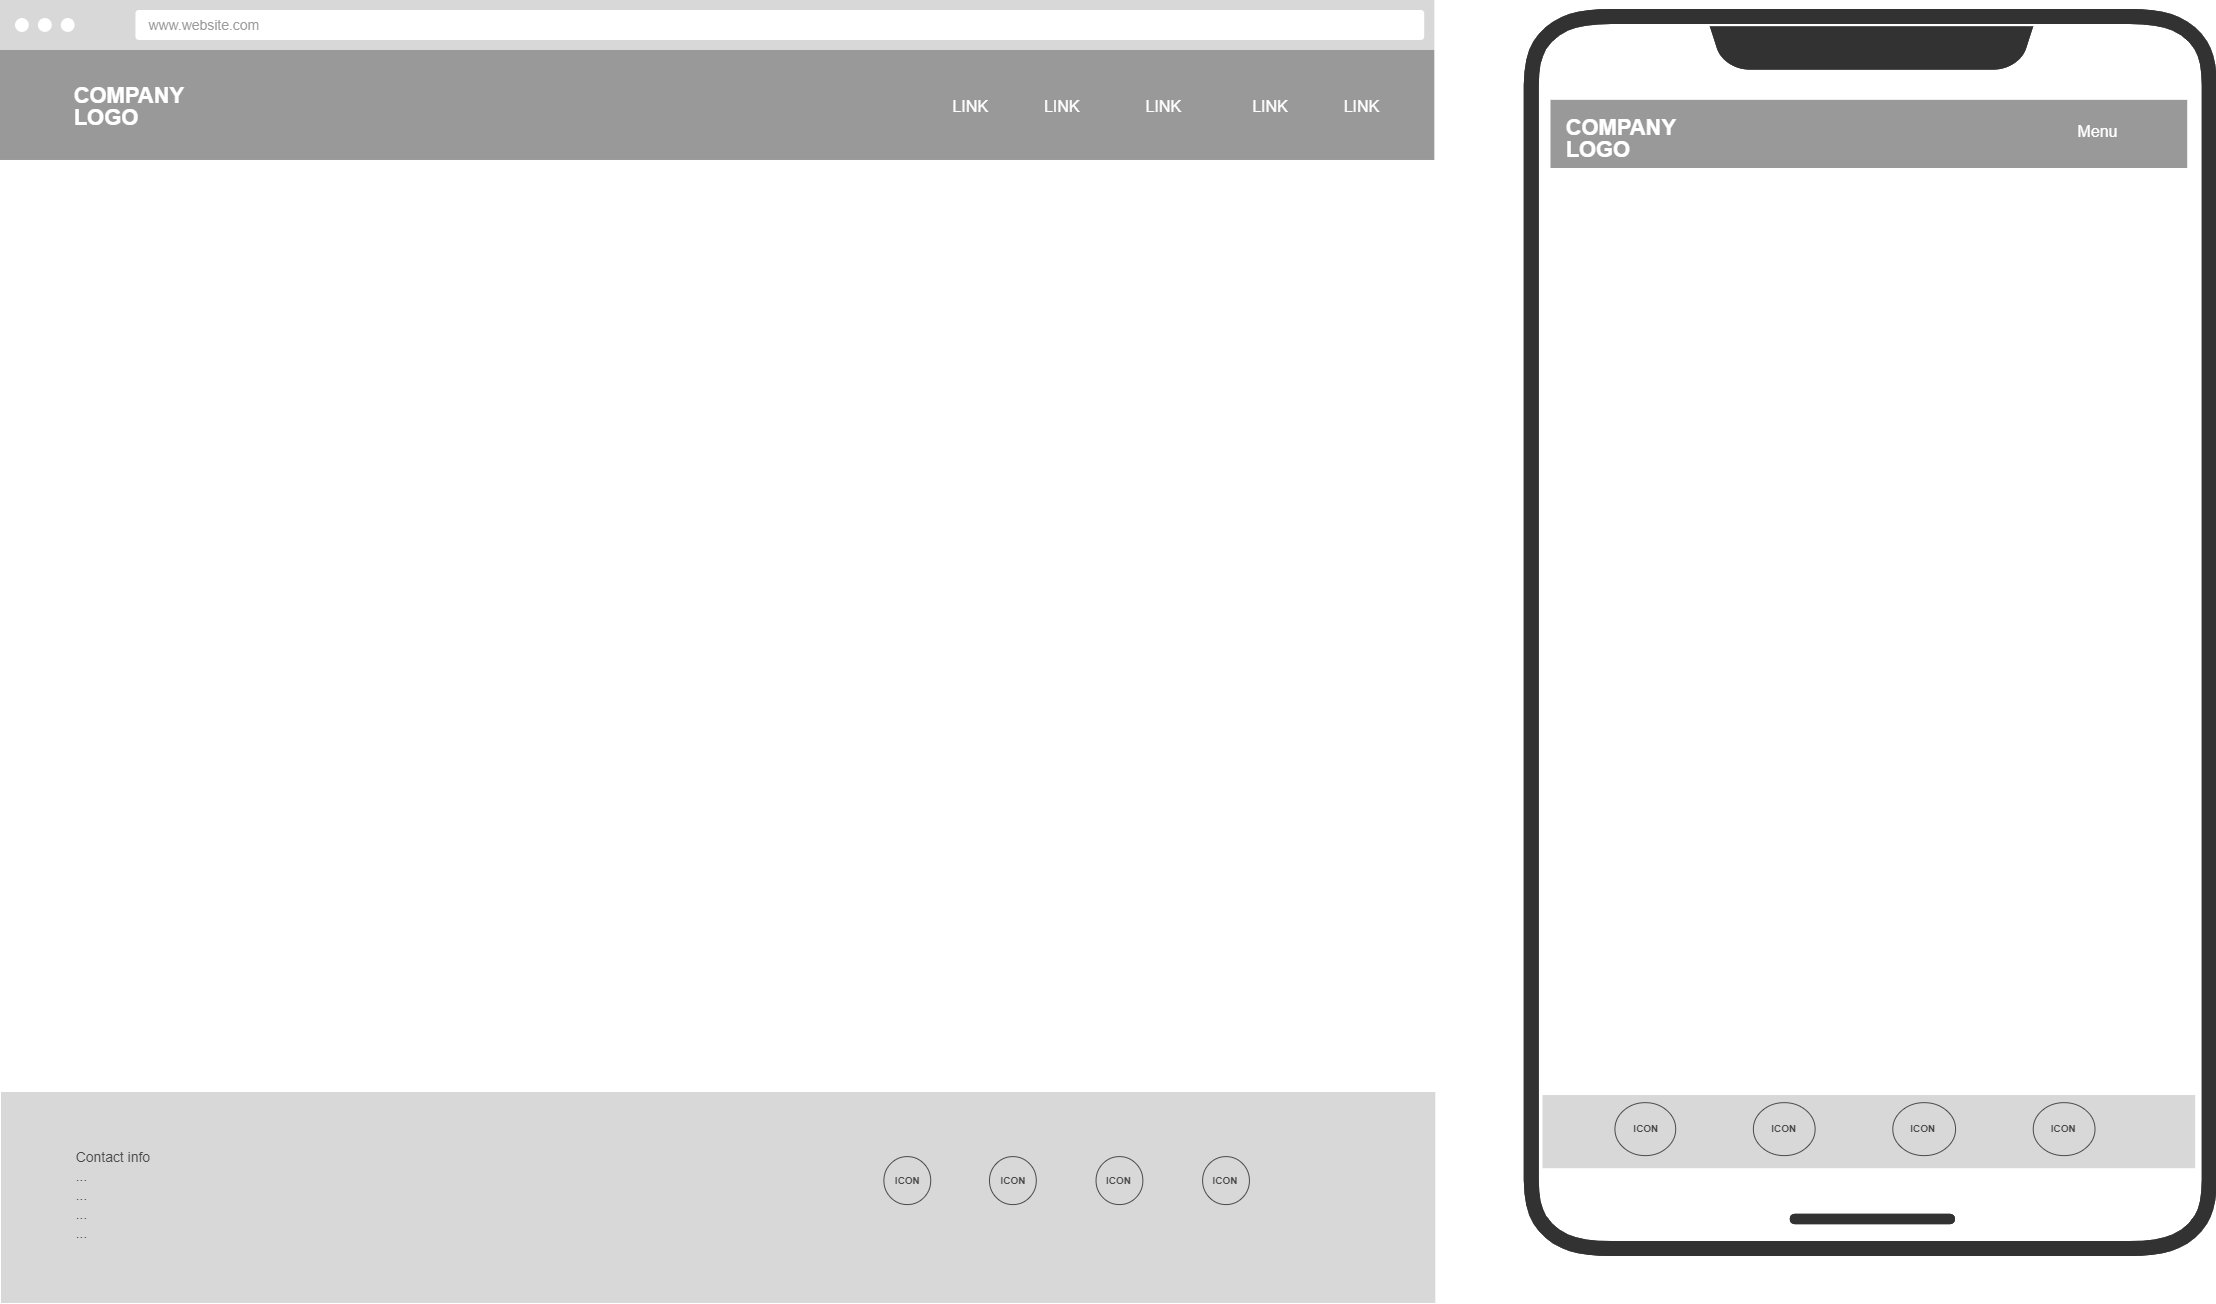 www.website.com
COMPANY
LOGO
LINK LINK LINK LINK LINK
Contact info
...
...
...
...
ICON ICON ICON ICON
COMPANY
LOGO
Menu
ICON ICON ICON ICON